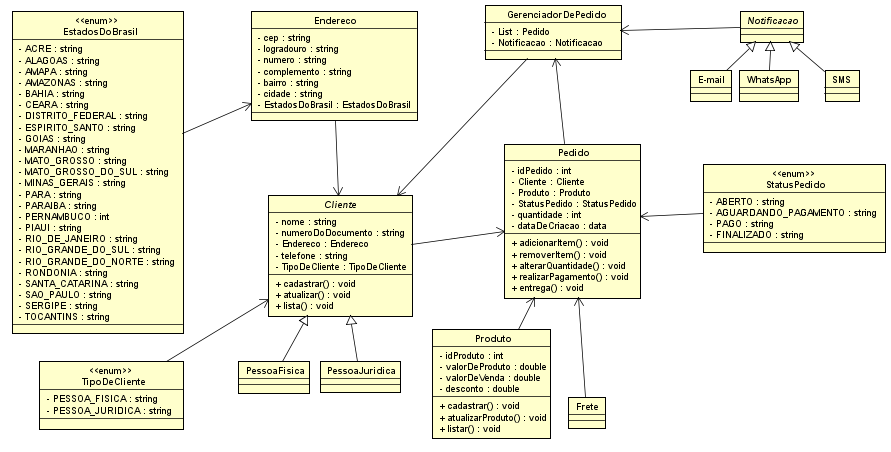 <<enum>>
EstadosDoBrasil
- ACRE : string
- ALAGOAS : string
- AMAPA : string
- AMAZONAS : string
- BAHIA : string
- CEARA : string
- DISTRITO_FEDERAL : string
- ESPIRITO_SANTO : string
- GOIAS : string
- MARANHAO : string
- MATO_GROSSO : string
- MATO_GROSSO_DO_SUL : string
- MINAS_GERAIS : string
- PARA : string
- PARAIBA : string
- PERNAMBUCO : int
- PIAUI : string
- RIO_DE_JANEIRO : string
- RIO_GRANDE_DO_SUL : string
- RIO_GRANDE_DO_NORTE : string
- RONDONIA : string
- SANTA_CATARINA : string
- SAO_PAULO : string
- SERGIPE : string
- TOCANTINS : string
Endereco
- cep : string
- logradouro : string
- numero : string
- complemento : string
- bairro : string
- cidade : string
- EstadosDoBrasil : EstadosDoBrasil
GerenciadorDePedido
- List : Pedido
- Notificacao : Notificacao
Notificacao
E-mail
WhatsApp
SMS
Pedido
- idPedido : int
- Cliente : Cliente
- Produto : Produto
- StatusPedido : StatusPedido
- quantidade : int
- dataDeCriacao : data
+ adicionarItem() : void
+ removerItem() : void
+ alterarQuantidade() : void
+ realizarPagamento() : void
+ entrega() : void
<<enum>>
StatusPedido
- ABERTO : string
- AGUARDANDO_PAGAMENTO : string
- PAGO : string
- FINALIZADO : string
Cliente
- nome : string
- numeroDoDocumento : string
- Endereco : Endereco
- telefone : string
- TipoDeCliente : TipoDeCliente
+ cadastrar() : void
+ atualizar() : void
+ lista() : void
<<enum>>
TipoDeCliente
- PESSOA_FISICA : string
- PESSOA_JURIDICA : string
PessoaFisica
PessoaJuridica
Produto
- idProduto : int
- valorDeProduto : double
- valorDeVenda : double
- desconto : double
+ cadastrar() : void
+ atualizarProduto() : void
+ listar() : void
Frete